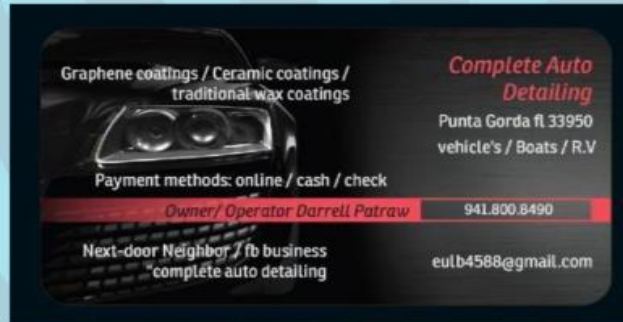 Graphene coatings / Ceramic coatings /
traditional wax coatings
Complete Auto
Detailing
Punta Gorda fl 33950
vehicle's / Boats / R.V
Payment methods: online / cash / check
Owner/ Operator Darrell Patraw
941.800.8490
Next-door Neighbor / fb business
"complete auto detailing
eulb4588@gmail.com